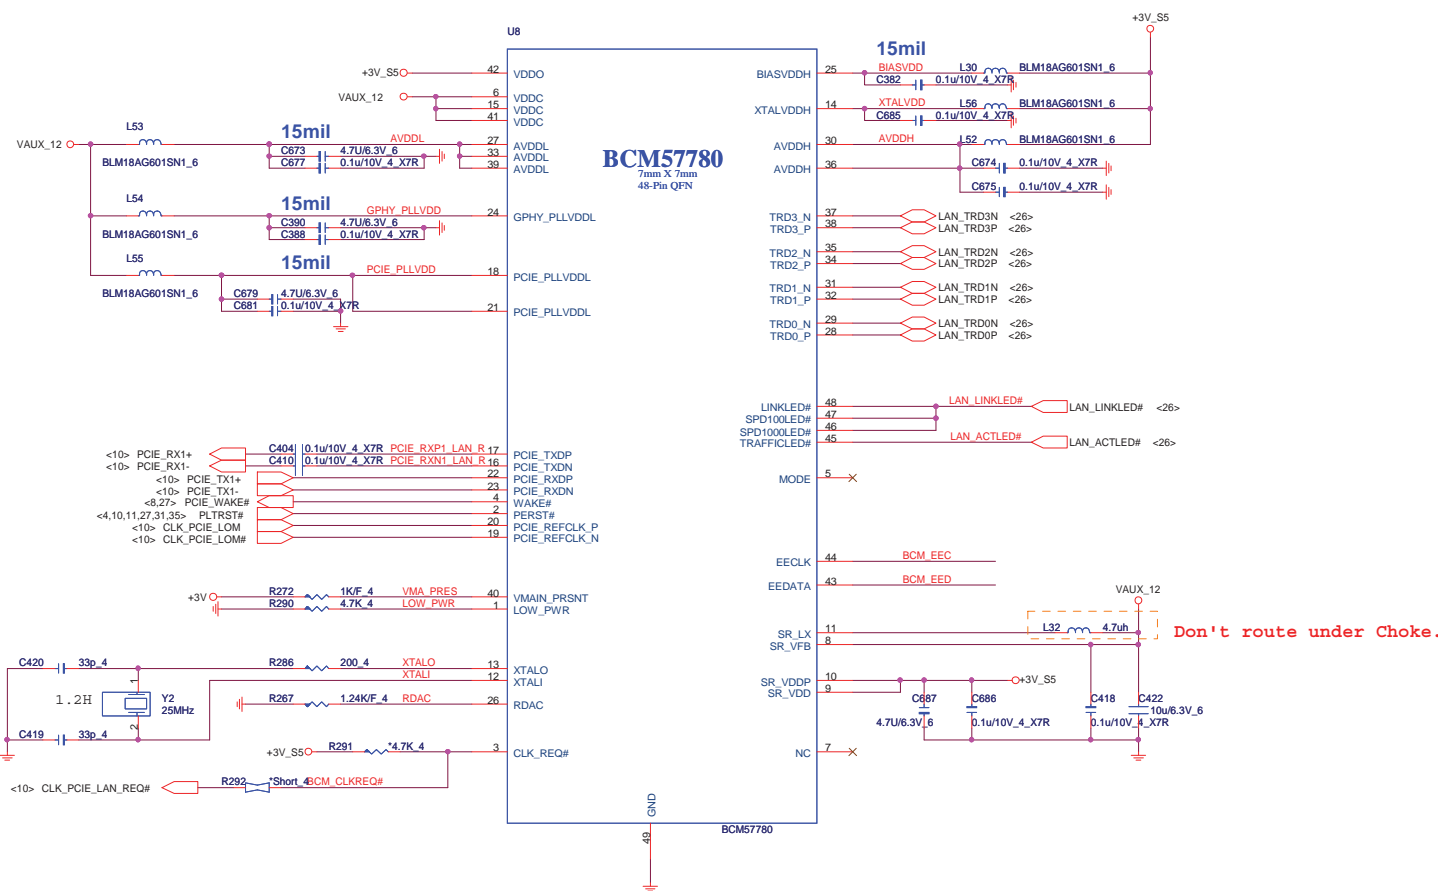 +3V_S5
U8
15mil
+3V_S5 42 VDDO
BIASVDDH 25 BIASVDD L30 BLM18AG601SN1_6
C382 0.1u/10V_4_X7R
VAUX_12 6 VDDC
15 VDDC
41 VDDC
XTALVDDH 14 XTALVDD L56 BLM18AG601SN1_6
C685 0.1u/10V_4_X7R
L53 15mil
VAUX_12 AVDDL 27 AVDDL
C673 4.7U/6.3V_6 33 AVDDL
BLM18AG601SN1_6 C677 0.1u/10V_4_X7R 39 AVDDL
BCM57780
7mm X 7mm
48-Pin QFN
AVDDH 30 AVDDH L52 BLM18AG601SN1_6
AVDDH 36 C674 0.1u/10V_4_X7R
C675 0.1u/10V_4_X7R
L54 15mil
GPHY_PLLVDD 24 GPHY_PLLVDDL
C390 4.7U/6.3V_6
BLM18AG601SN1_6 C388 0.1u/10V_4_X7R
TRD3_N 37 LAN_TRD3N <26>
TRD3_P 38 LAN_TRD3P <26>
TRD2_N 35 LAN_TRD2N <26>
TRD2_P 34 LAN_TRD2P <26>
L55 15mil
PCIE_PLLVDD 18 PCIE_PLLVDDL
BLM18AG601SN1_6 C679 4.7U/6.3V_6
C681 0.1u/10V_4_X7R
21 PCIE_PLLVDDL
TRD1_N 31 LAN_TRD1N <26>
TRD1_P 32 LAN_TRD1P <26>
TRD0_N 29 LAN_TRD0N <26>
TRD0_P 28 LAN_TRD0P <26>
LINKLED# 48 LAN_LINKLED# LAN_LINKLED# <26>
SPD100LED# 47
SPD1000LED# 46
TRAFFICLED# 45 LAN_ACTLED# LAN_ACTLED# <26>
<10> PCIE_RX1+ C404 0.1u/10V_4_X7R PCIE_RXP1_LAN_R 17 PCIE_TXDP
<10> PCIE_RX1- C410 0.1u/10V_4_X7R PCIE_RXN1_LAN_R 16 PCIE_TXDN
<10> PCIE_TX1+ 22 PCIE_RXDP
<10> PCIE_TX1- 23 PCIE_RXDN
<8,27> PCIE_WAKE# 4 WAKE#
<4,10,11,27,31,35> PLTRST# 2 PERST#
<10> CLK_PCIE_LOM 20 PCIE_REFCLK_P
<10> CLK_PCIE_LOM# 19 PCIE_REFCLK_N
MODE 5
EECLK 44 BCM_EEC
EEDATA 43 BCM_EED
+3V R272 1K/F_4 VMA_PRES 40 VMAIN_PRSNT
R290 4.7K_4 LOW_PWR 1 LOW_PWR
VAUX_12
SR_LX 11 L32 4.7uh Don't route under Choke.
SR_VFB 8
C420 33p_4 R286 200_4 XTALO 13 XTALO
XTALI 12 XTALI
1
1.2H Y2
25MHz
2
C419 33p_4
R267 1.24K/F_4 RDAC 26 RDAC
SR_VDDP 10 +3V_S5
SR_VDD 9
C687 C686 C418 C422
4.7U/6.3V_6 0.1u/10V_4_X7R 0.1u/10V_4_X7R 10u/6.3V_6
+3V_S5 R291 *4.7K_4 3 CLK_REQ#
NC 7
<10> CLK_PCIE_LAN_REQ# R292 *Short_4 BCM_CLKREQ#
GND
49
BCM57780